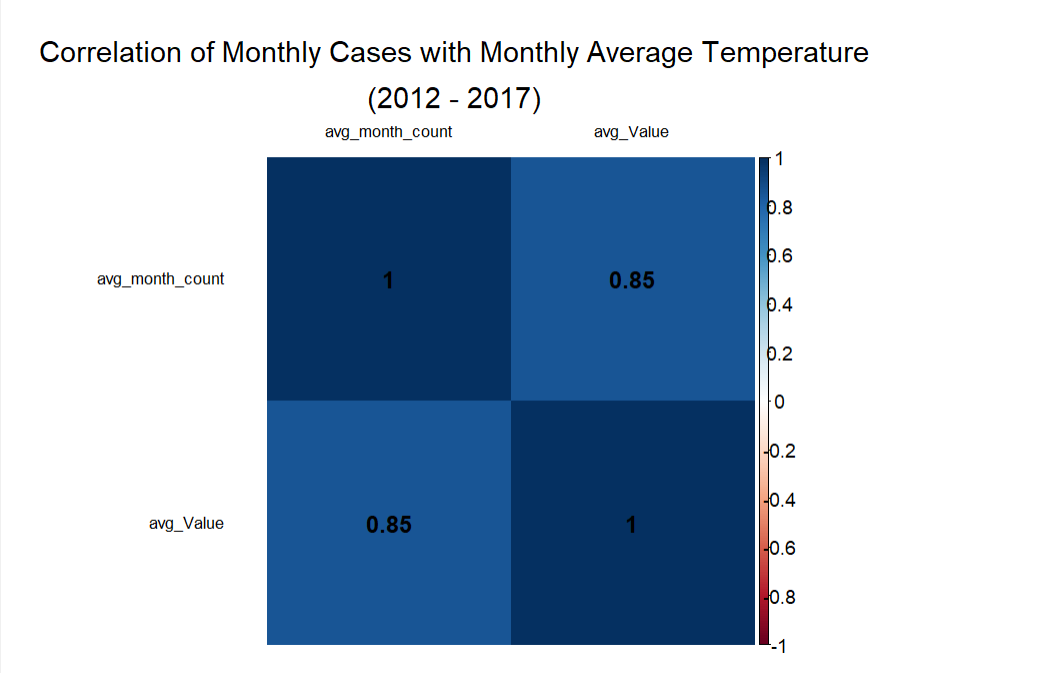 Correlation of Monthly Cases with Monthly Average Temperature
(2012 - 2017)
avg_month_count avg_Value
1
0.8
avg_month_count 1 0.85
0.6
0.4
0.2
0
-0.2
-0.4
avg_Value 0.85 1
-0.6
-0.8
-1